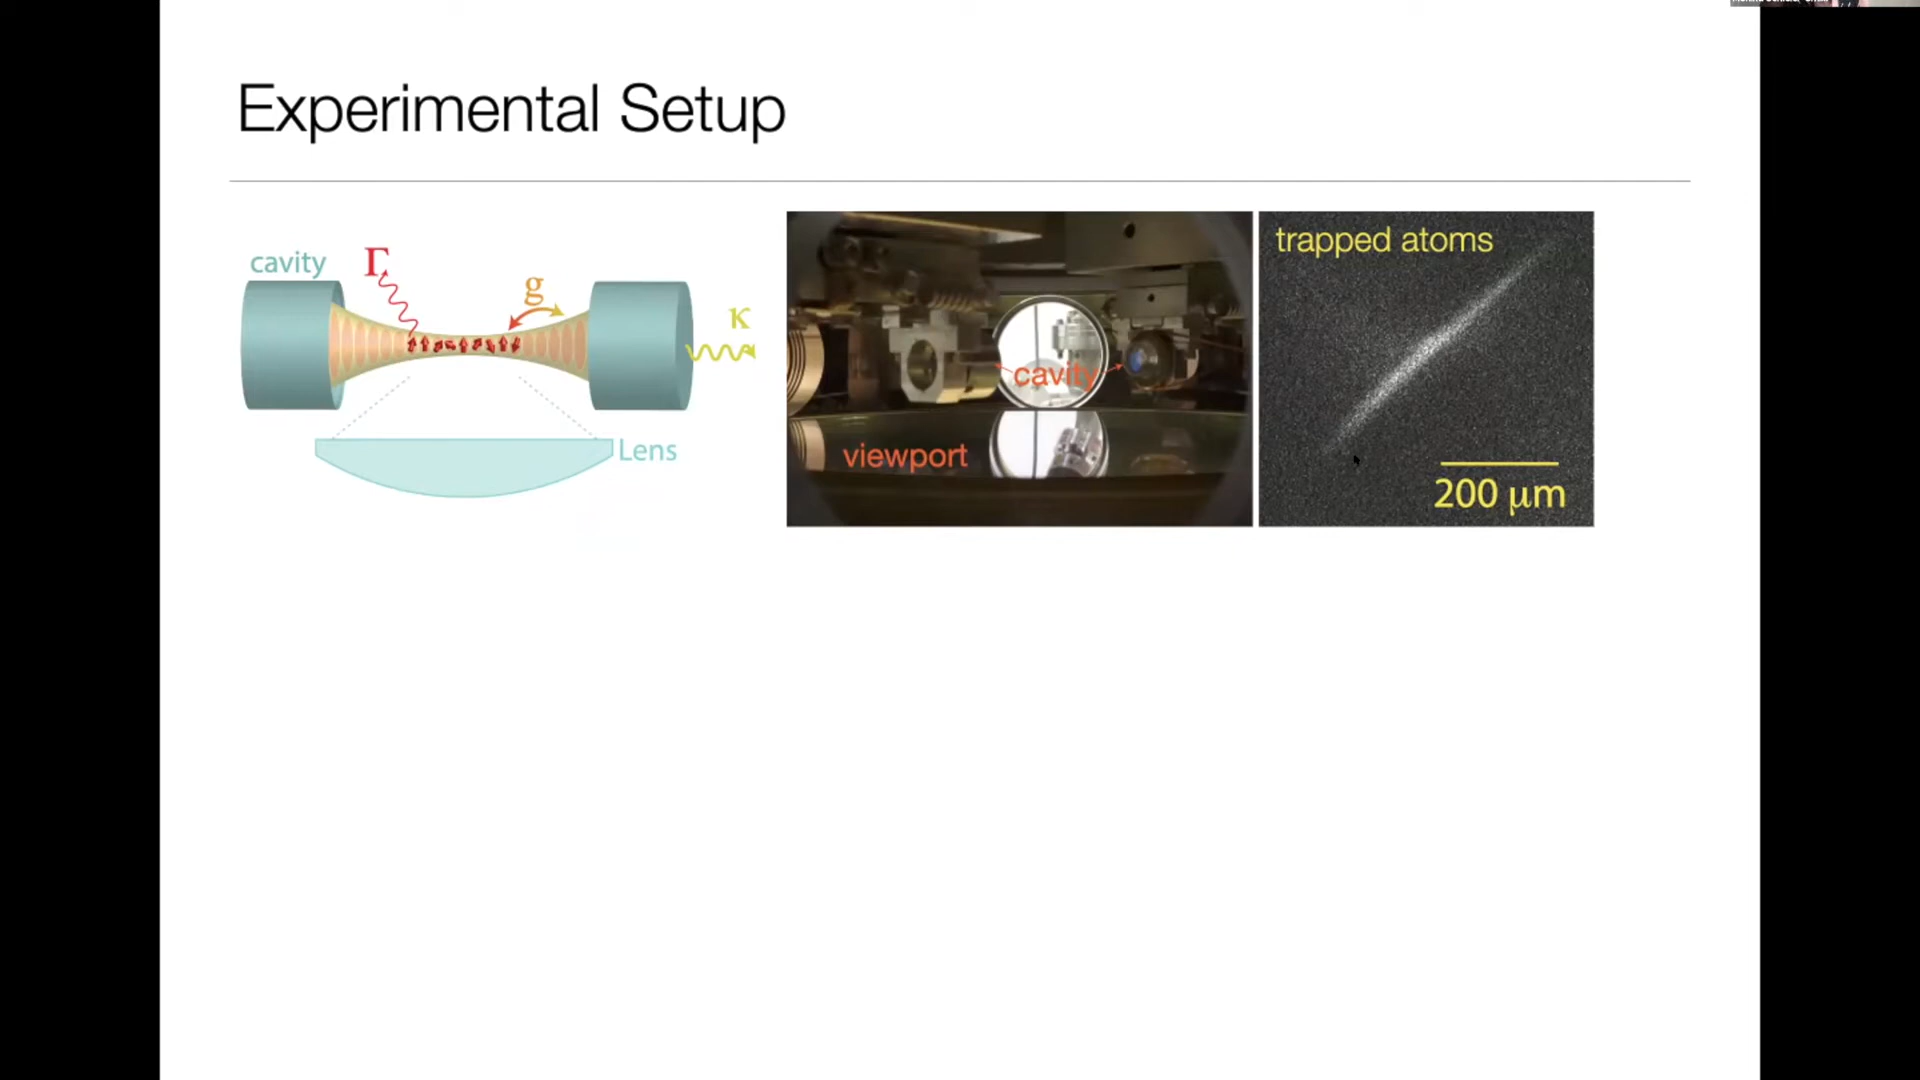 Experimental Setup
cavity
Γ
g
κ
Lens
cavity
viewport
trapped atoms
200 μm